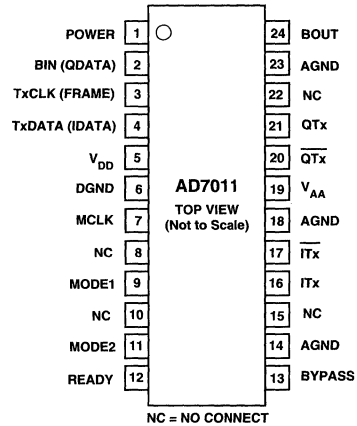 POWER 1 24 BOUT
BIN (QDATA) 2 23 AGND
TxCLK (FRAME) 3 22 NC
TxDATA (IDATA) 4 21 QTx
VDD 5 20 Q̅T̅x̅
DGND 6 AD7011 19 VAA
MCLK 7 TOP VIEW 18 AGND
(Not to Scale)
NC 8 17 I̅T̅x̅
MODE1 9 16 ITx
NC 10 15 NC
MODE2 11 14 AGND
READY 12 13 BYPASS
NC = NO CONNECT